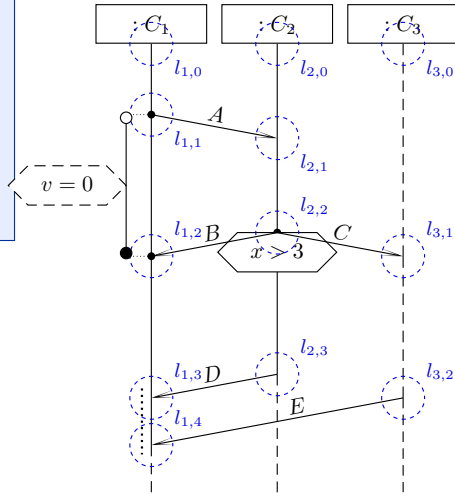 : C₁ : C₂ : C₃
l₁,₀ l₂,₀ l₃,₀
A
l₁,₁
l₂,₁
v = 0
l₂,₂
l₁,₂ B C l₃,₁
x > 3
l₂,₃
l₁,₃ D l₃,₂
E
l₁,₄